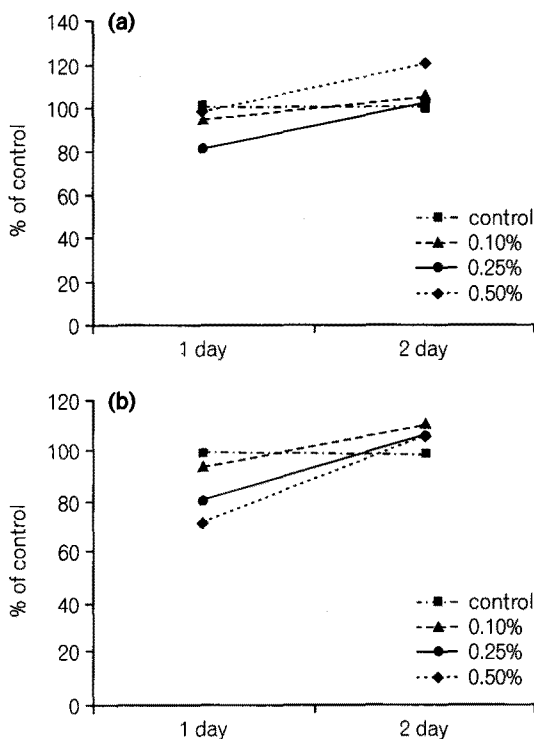 (a)
% of control
140
120
100
80
60
40
20
0
control
0.10%
0.25%
0.50%
1 day
2 day
(b)
% of control
120
100
80
60
40
20
0
control
0.10%
0.25%
0.50%
1 day
2 day